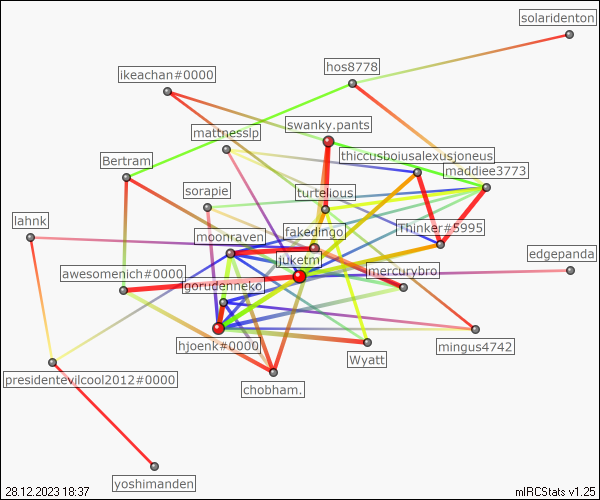 solaridenton
hos8778
ikeachan#0000
swanky.pants
mattnesslp
thiccusboiusalexusjoneus
Bertram
maddiee3773
sorapie
turtelious
lahnk
moonraven
fakedingo
Thinker#5995
juketm
edgepanda
awesomenich#0000
mercurybro
gorudenneko
hjoenk#0000
mingus4742
Wyatt
presidentevilcool2012#0000
chobham.
yoshimanden
28.12.2023 18:37
mIRCStats v1.25